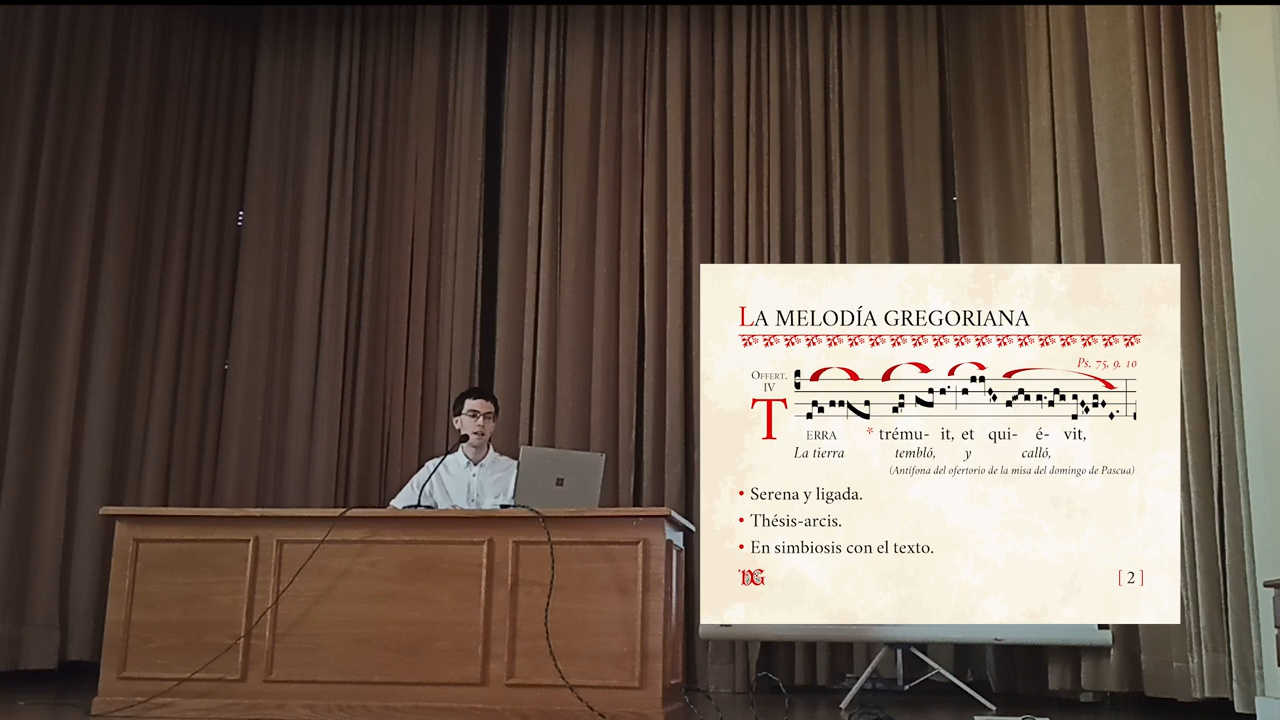 LA MELODÍA GREGORIANA
Ps. 75, 9. 10
OFFERT.
IV
TERRA * trému- it, et qui- é- vit,
La tierra tembló, y calló,
(Antífona del ofertorio de la misa del domingo de Pascua)
• Serena y ligada.
• Thésis-arcis.
• En simbiosis con el texto.
[ 2 ]